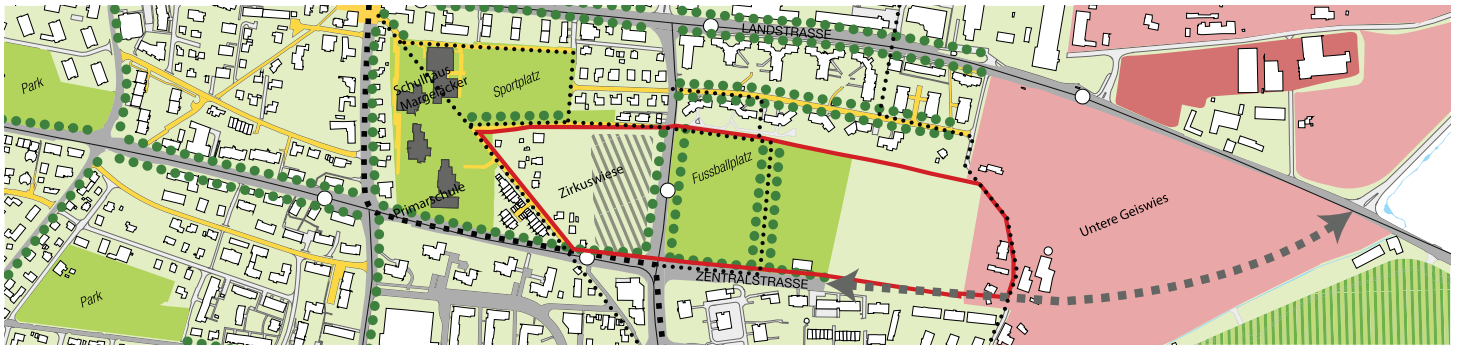 LANDSTRASSE
Park
Schulhaus
Margeläcker
Sportplatz
Fussballplatz
Zirkuswiese
Primarschule
Untere Geiswies
ZENTRALSTRASSE
Park